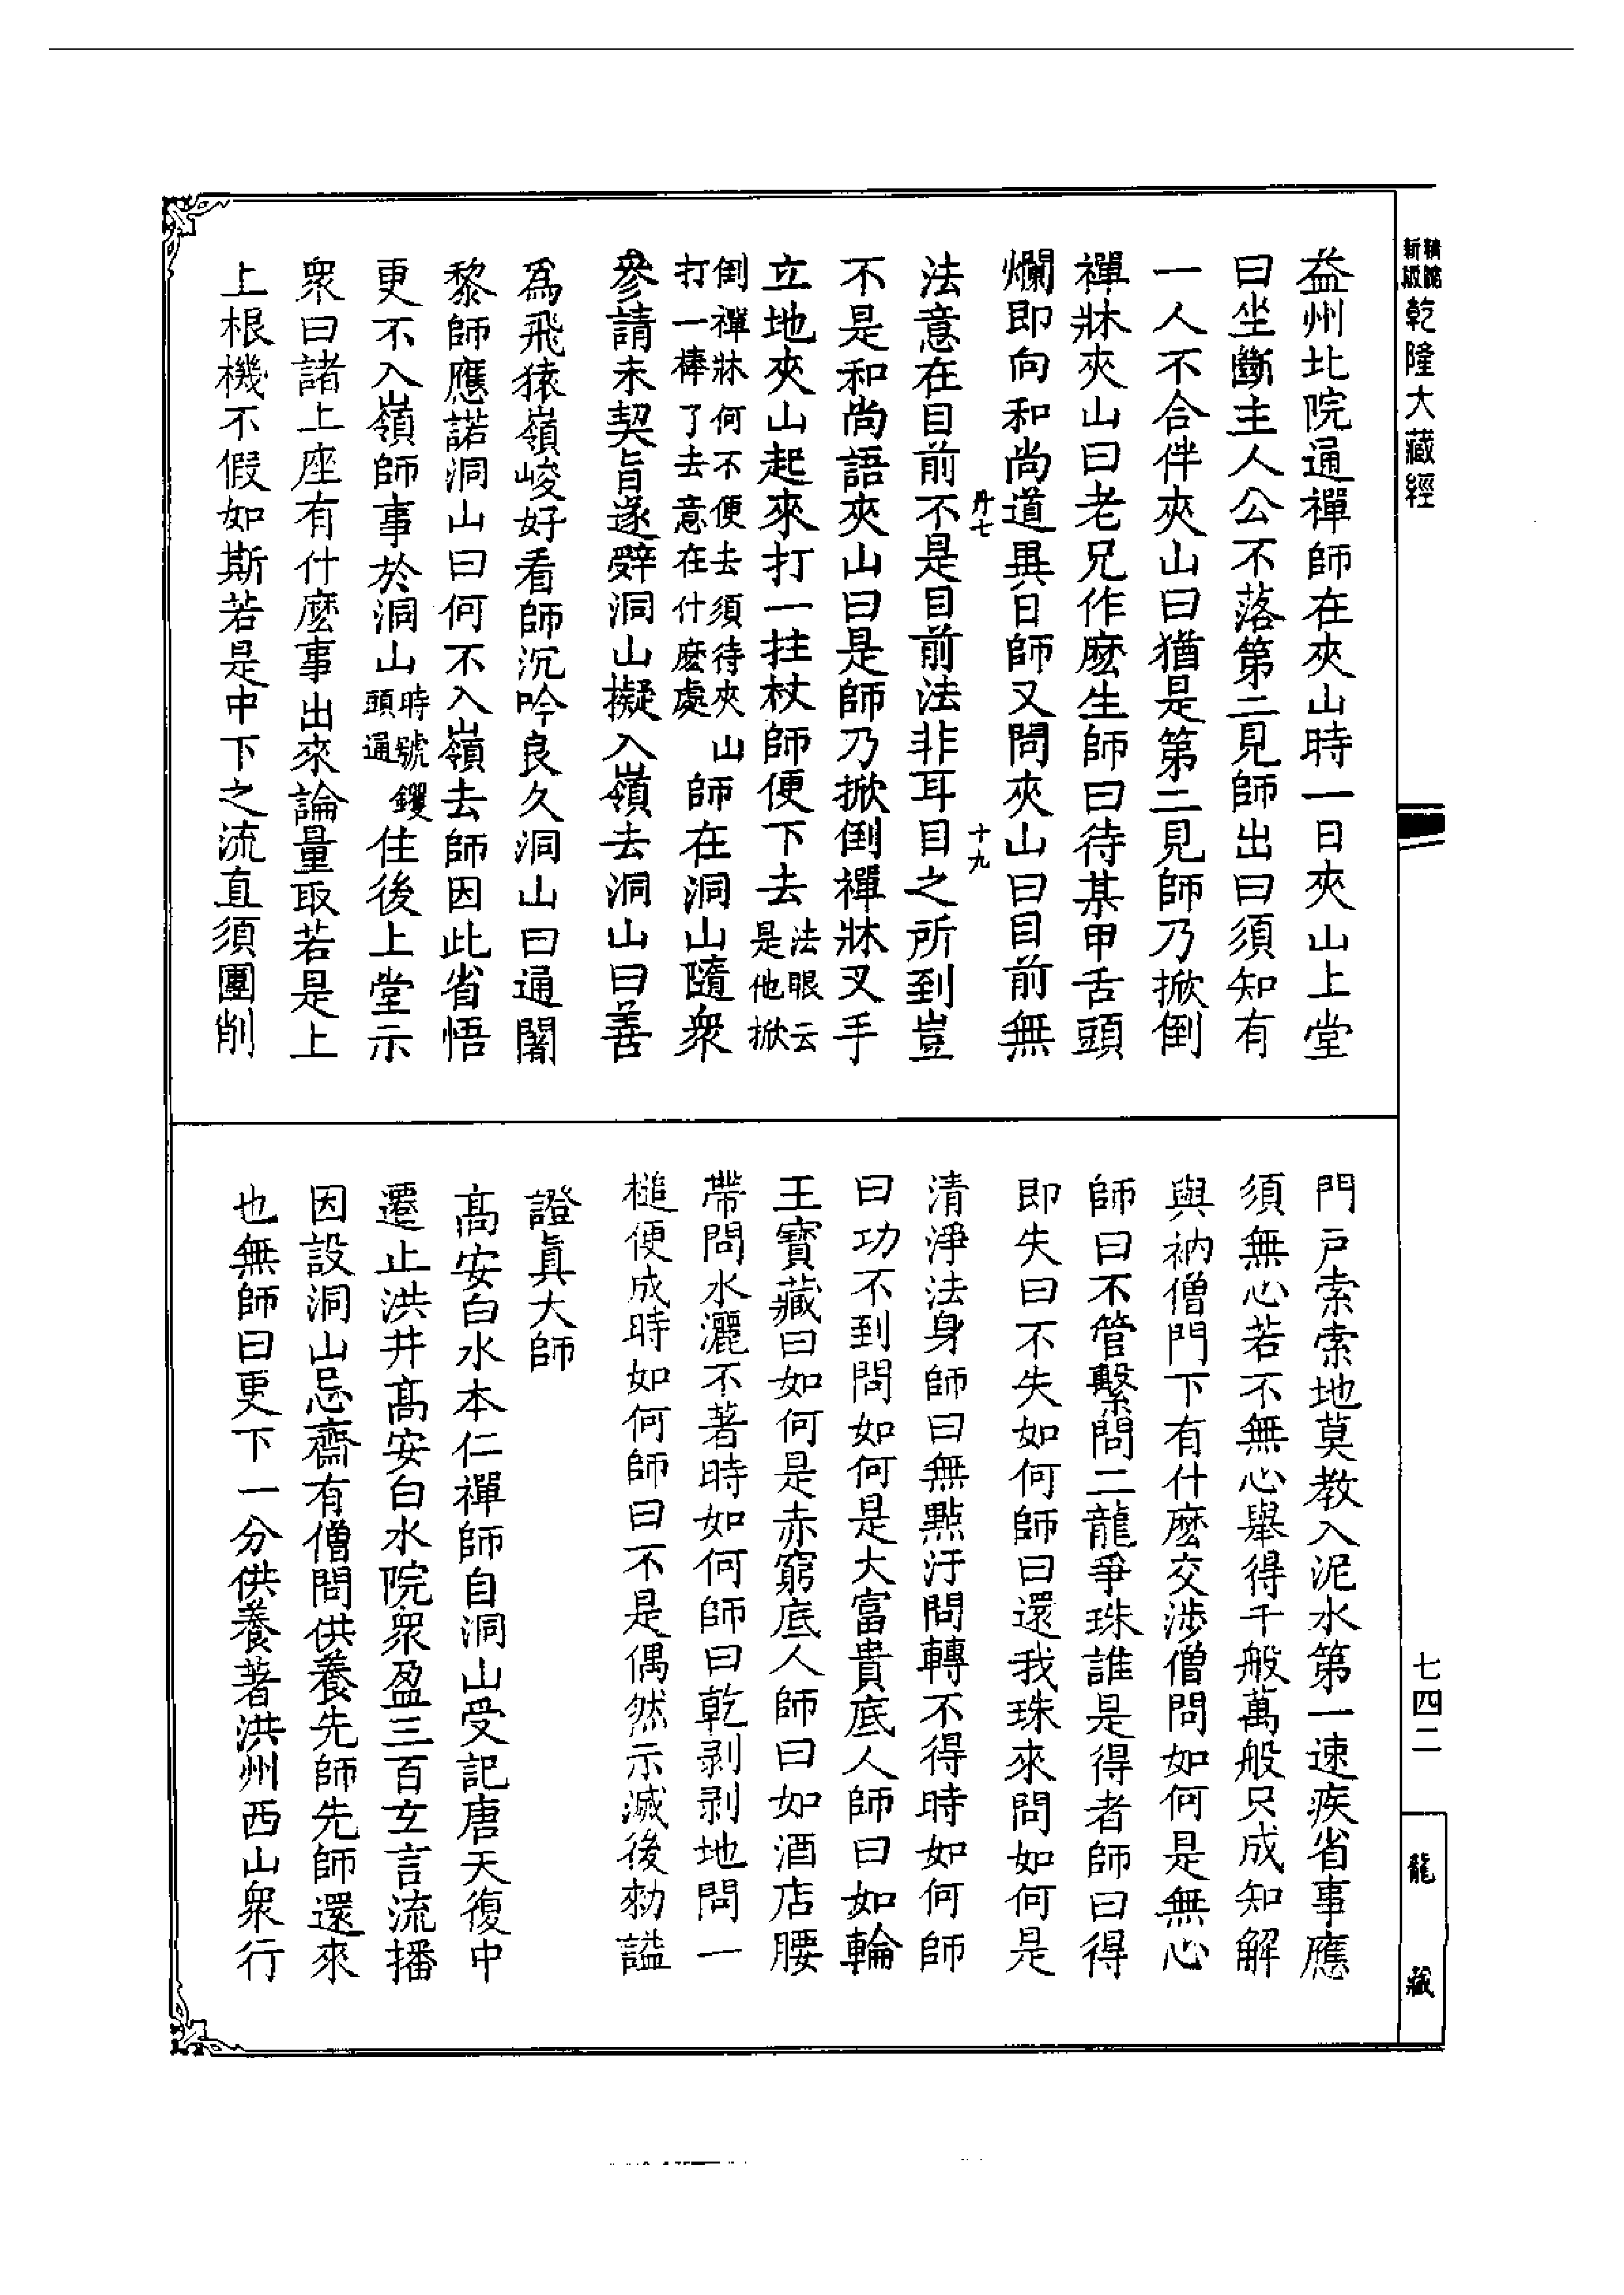 精縮
新版
乾隆大藏經
益州北院通禪師在夾山時一日夾山上堂
曰坐斷主人公不落第二見師出曰須知有
一人不合伴夾山曰猶是第二見師乃掀倒
禪牀夾山曰老兄作麽生師曰待某甲舌頭
爛即向和尚道異日師又問夾山曰目前無
丹七
十九
法意在目前不是目前法非耳目之所到豈
不是和尚語夾山曰是師乃掀倒禪牀叉手
立地夾山起來打一拄杖師便下去法眼云是他掀
倒禪牀何不便去須待夾山打一棒了去意在什麽處師在洞山隨衆
參請未契旨遂辭洞山擬入嶺去洞山曰善
爲飛猿嶺峻好看師沉吟良久洞山曰通闍
黎師應諾洞山曰何不入嶺去師因此省悟
更不入嶺師事於洞山時號钁頭通住後上堂示
衆曰諸上座有什麽事出來論量取若是上
上根機不假如斯若是中下之流直須團削
門戶索索地莫教入泥水第一速疾省事應
須無心若不無心舉得千般萬般只成知解
與衲僧門下有什麽交涉僧問如何是無心
師曰不管繫問二龍爭珠誰是得者師曰得
即失曰不失如何師曰還我珠來問如何是
清淨法身師曰無點汙問轉不得時如何師
曰功不到問如何是大富貴底人師曰如輪
王寶藏曰如何是赤窮底人師曰如酒店腰
帶問水灑不著時如何師曰乾剥剥地問一
槌便成時如何師曰不是偶然示滅後勑諡
證眞大師
髙安白水本仁禪師自洞山受記唐天復中
遷止洪井髙安白水院衆盈三百玄言流播
因設洞山忌齋有僧問供養先師先師還來
也無師曰更下一分供養著洪州西山衆行
七四二
龍藏